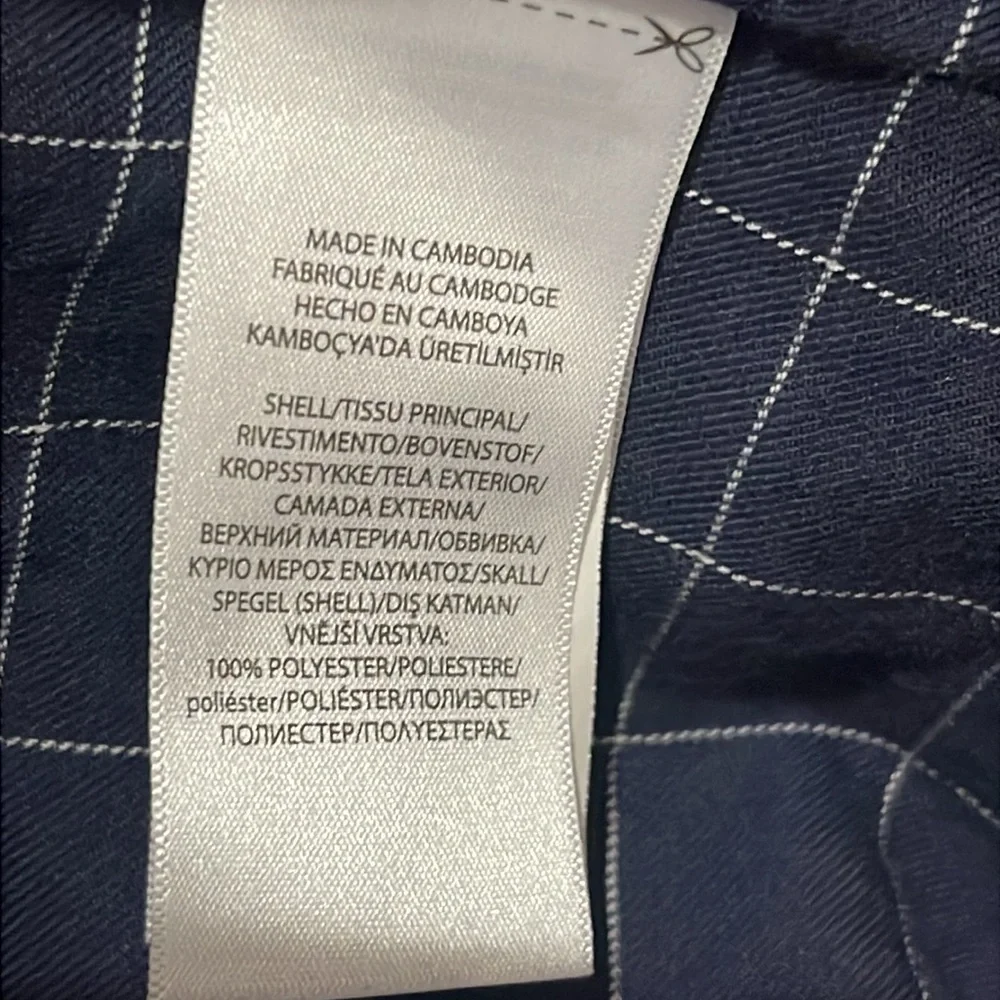 MADE IN CAMBODIA
FABRIQUÉ AU CAMBODGE
HECHO EN CAMBOYA
KAMBOÇYA'DA ÜRETİLMİŞTİR
SHELL/TISSU PRINCIPAL/
RIVESTIMENTO/BOVENSTOF/
KROPSSTYKKE/TELA EXTERIOR/
CAMADA EXTERNA/
ВЕРХНИЙ МАТЕРИАЛ/ОБВИВКА/
ΚΥΡΙΟ ΜΕΡΟΣ ΕΝΔΥΜΑΤΟΣ/SKALL/
SPEGEL (SHELL)/DIŞ KATMAN/
VNĚJŠÍ VRSTVA:
100% POLYESTER/POLIESTERE/
poliéster/POLIÉSTER/ПОЛИЭСТЕР/
ПОЛИЕСТЕР/ΠΟΛΥΕΣΤΕΡΑΣ